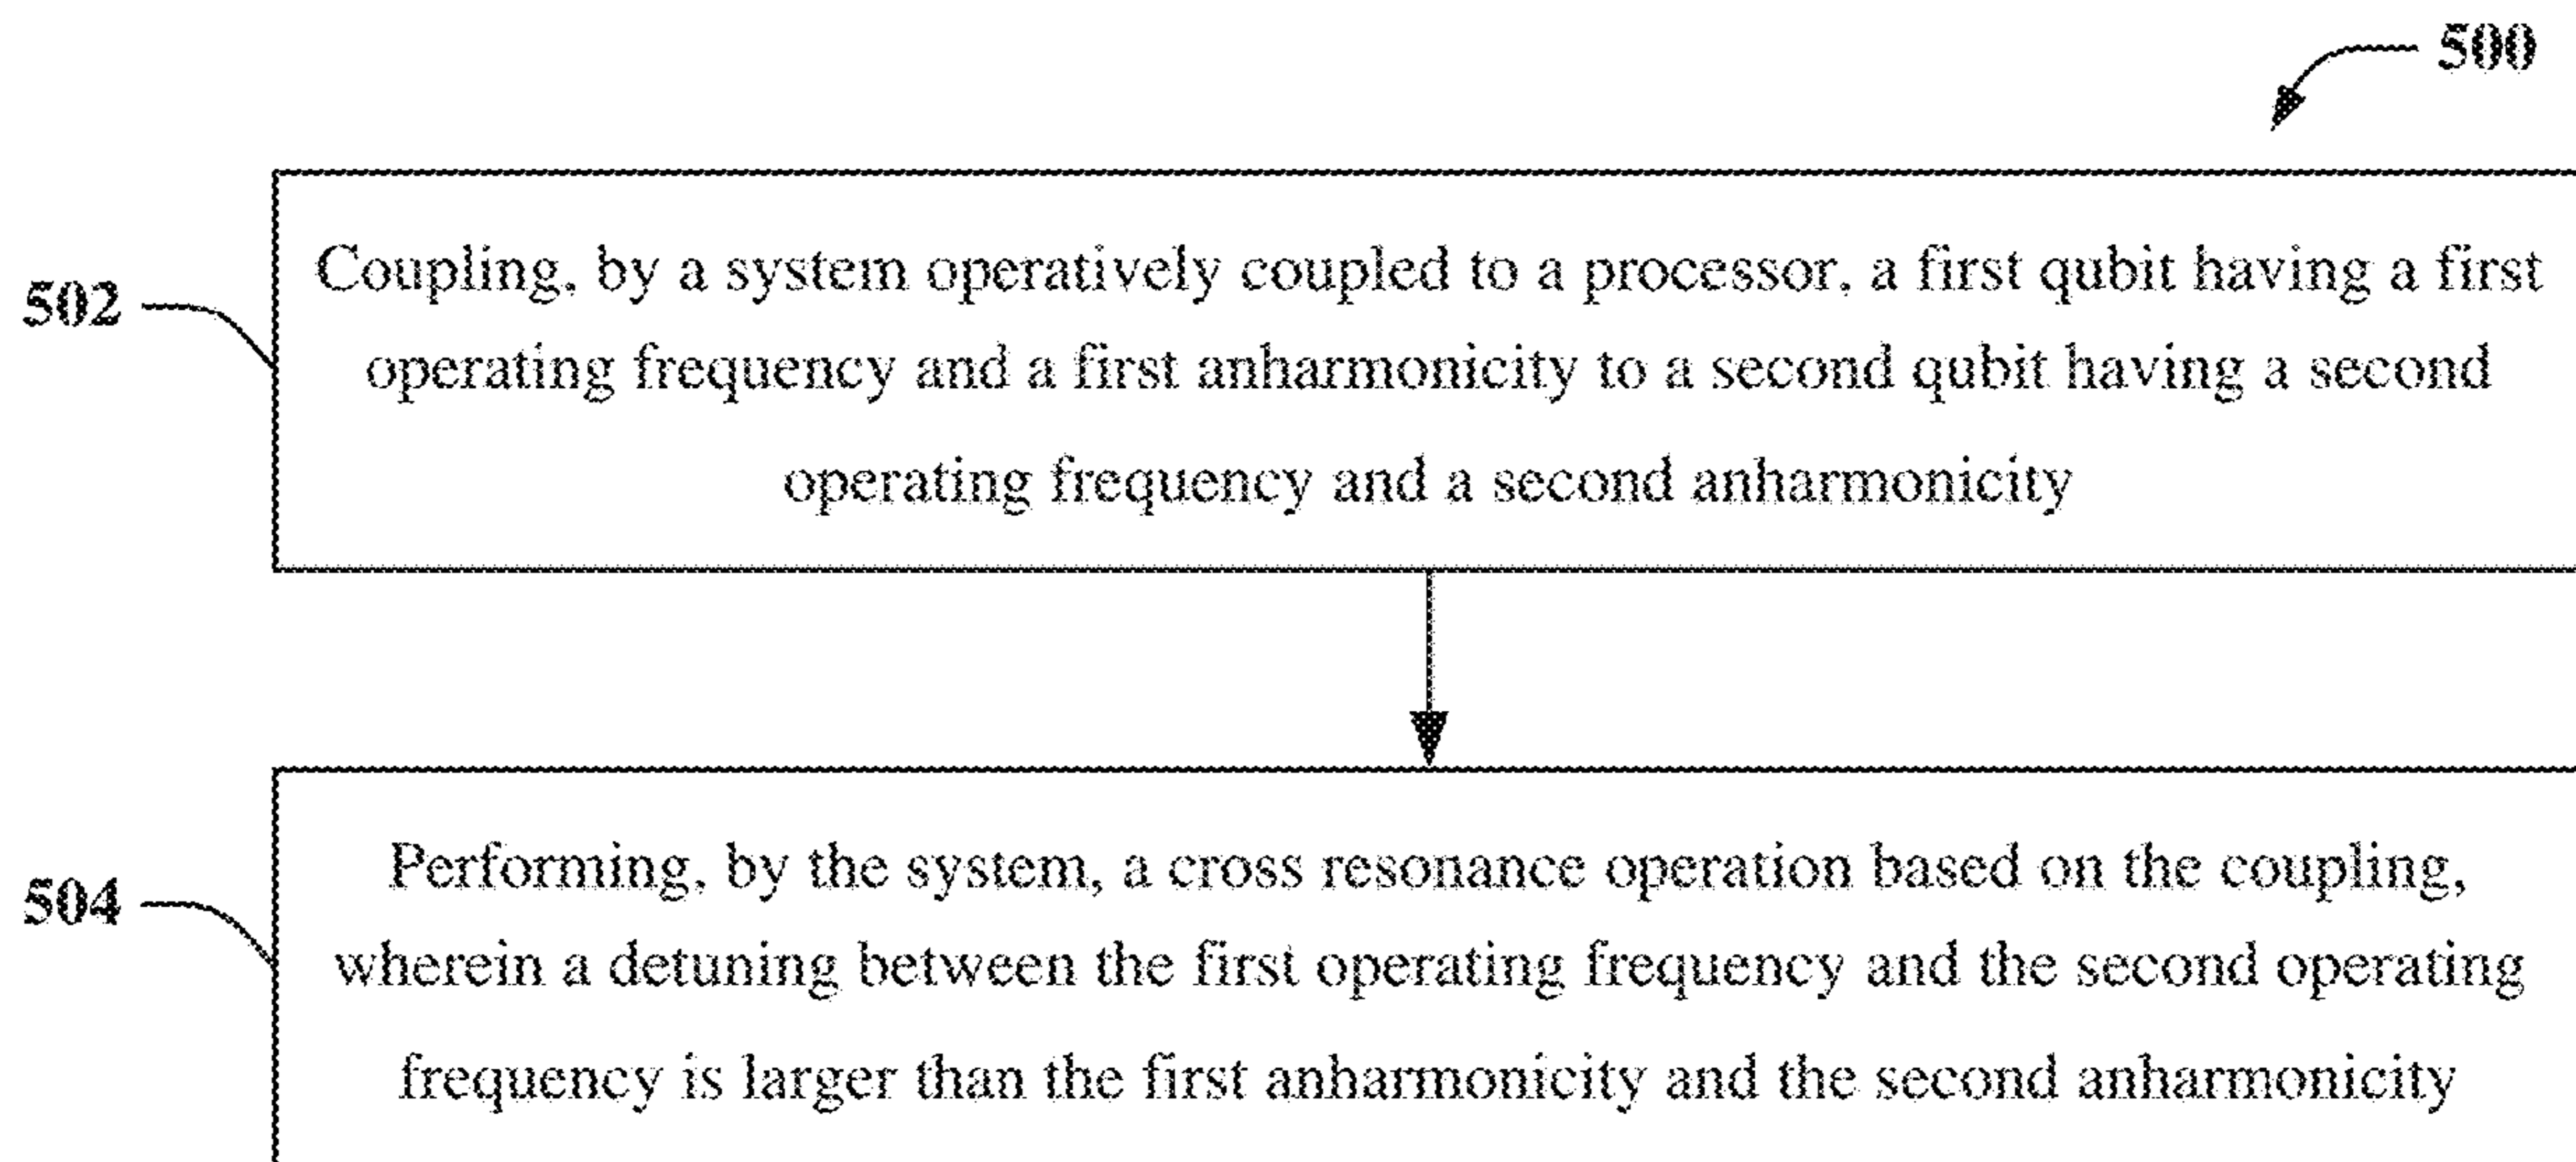 500
502
Coupling, by a system operatively coupled to a processor, a first qubit having a first
operating frequency and a first anharmonicity to a second qubit having a second
operating frequency and a second anharmonicity
504
Performing, by the system, a cross resonance operation based on the coupling,
wherein a detuning between the first operating frequency and the second operating
frequency is larger than the first anharmonicity and the second anharmonicity